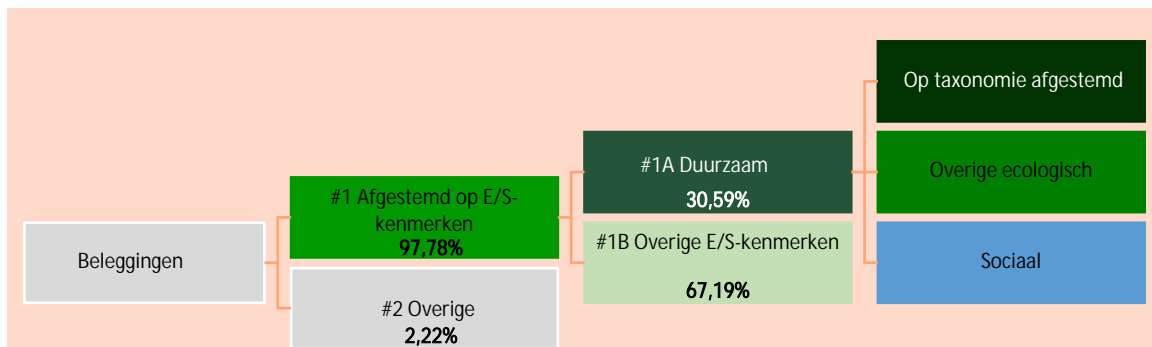 Beleggingen
#1 Afgestemd op E/S-
kenmerken
97,78%
#2 Overige
2,22%
#1A Duurzaam
30,59%
#1B Overige E/S-kenmerken
67,19%
Op taxonomie afgestemd
Overige ecologisch
Sociaal